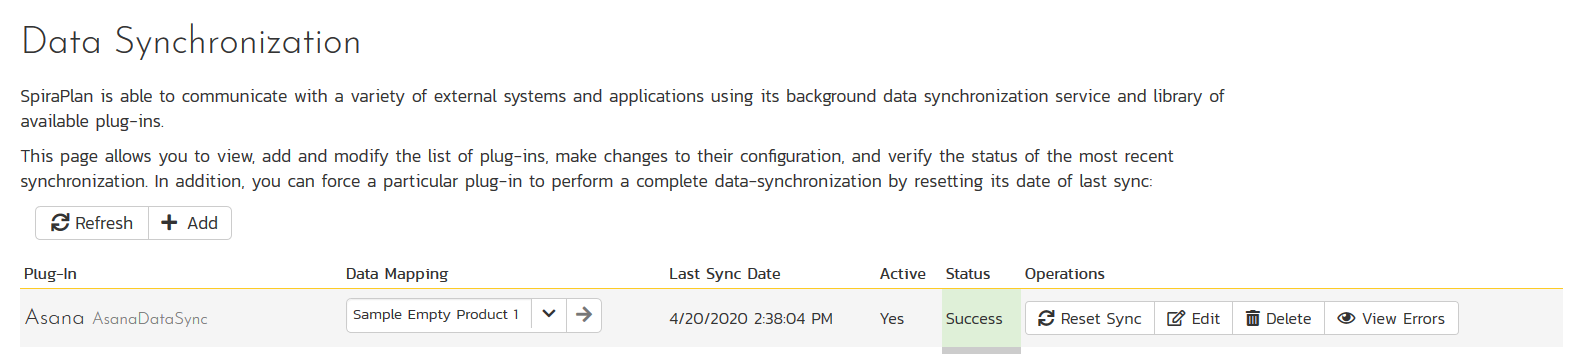 Data Synchronization
SpiraPlan is able to communicate with a variety of external systems and applications using its background data synchronization service and library of
available plug-ins.
This page allows you to view, add and modify the list of plug-ins, make changes to their configuration, and verify the status of the most recent
synchronization. In addition, you can force a particular plug-in to perform a complete data-synchronization by resetting its date of last sync:
Refresh Add
Plug-In Data Mapping Last Sync Date Active Status Operations
Asana AsanaDataSync Sample Empty Product 1 4/20/2020 2:38:04 PM Yes Success Reset Sync Edit Delete View Errors